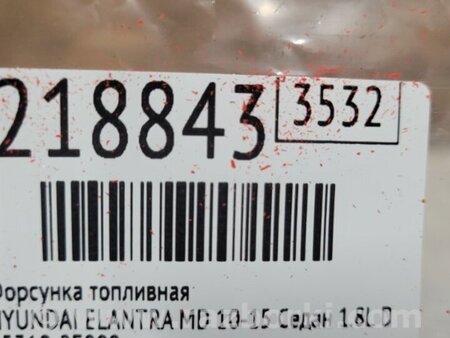 218843 3532
Форсунка топливная
HYUNDAI ELANTRA MD 10-15 Седан 1.8L D